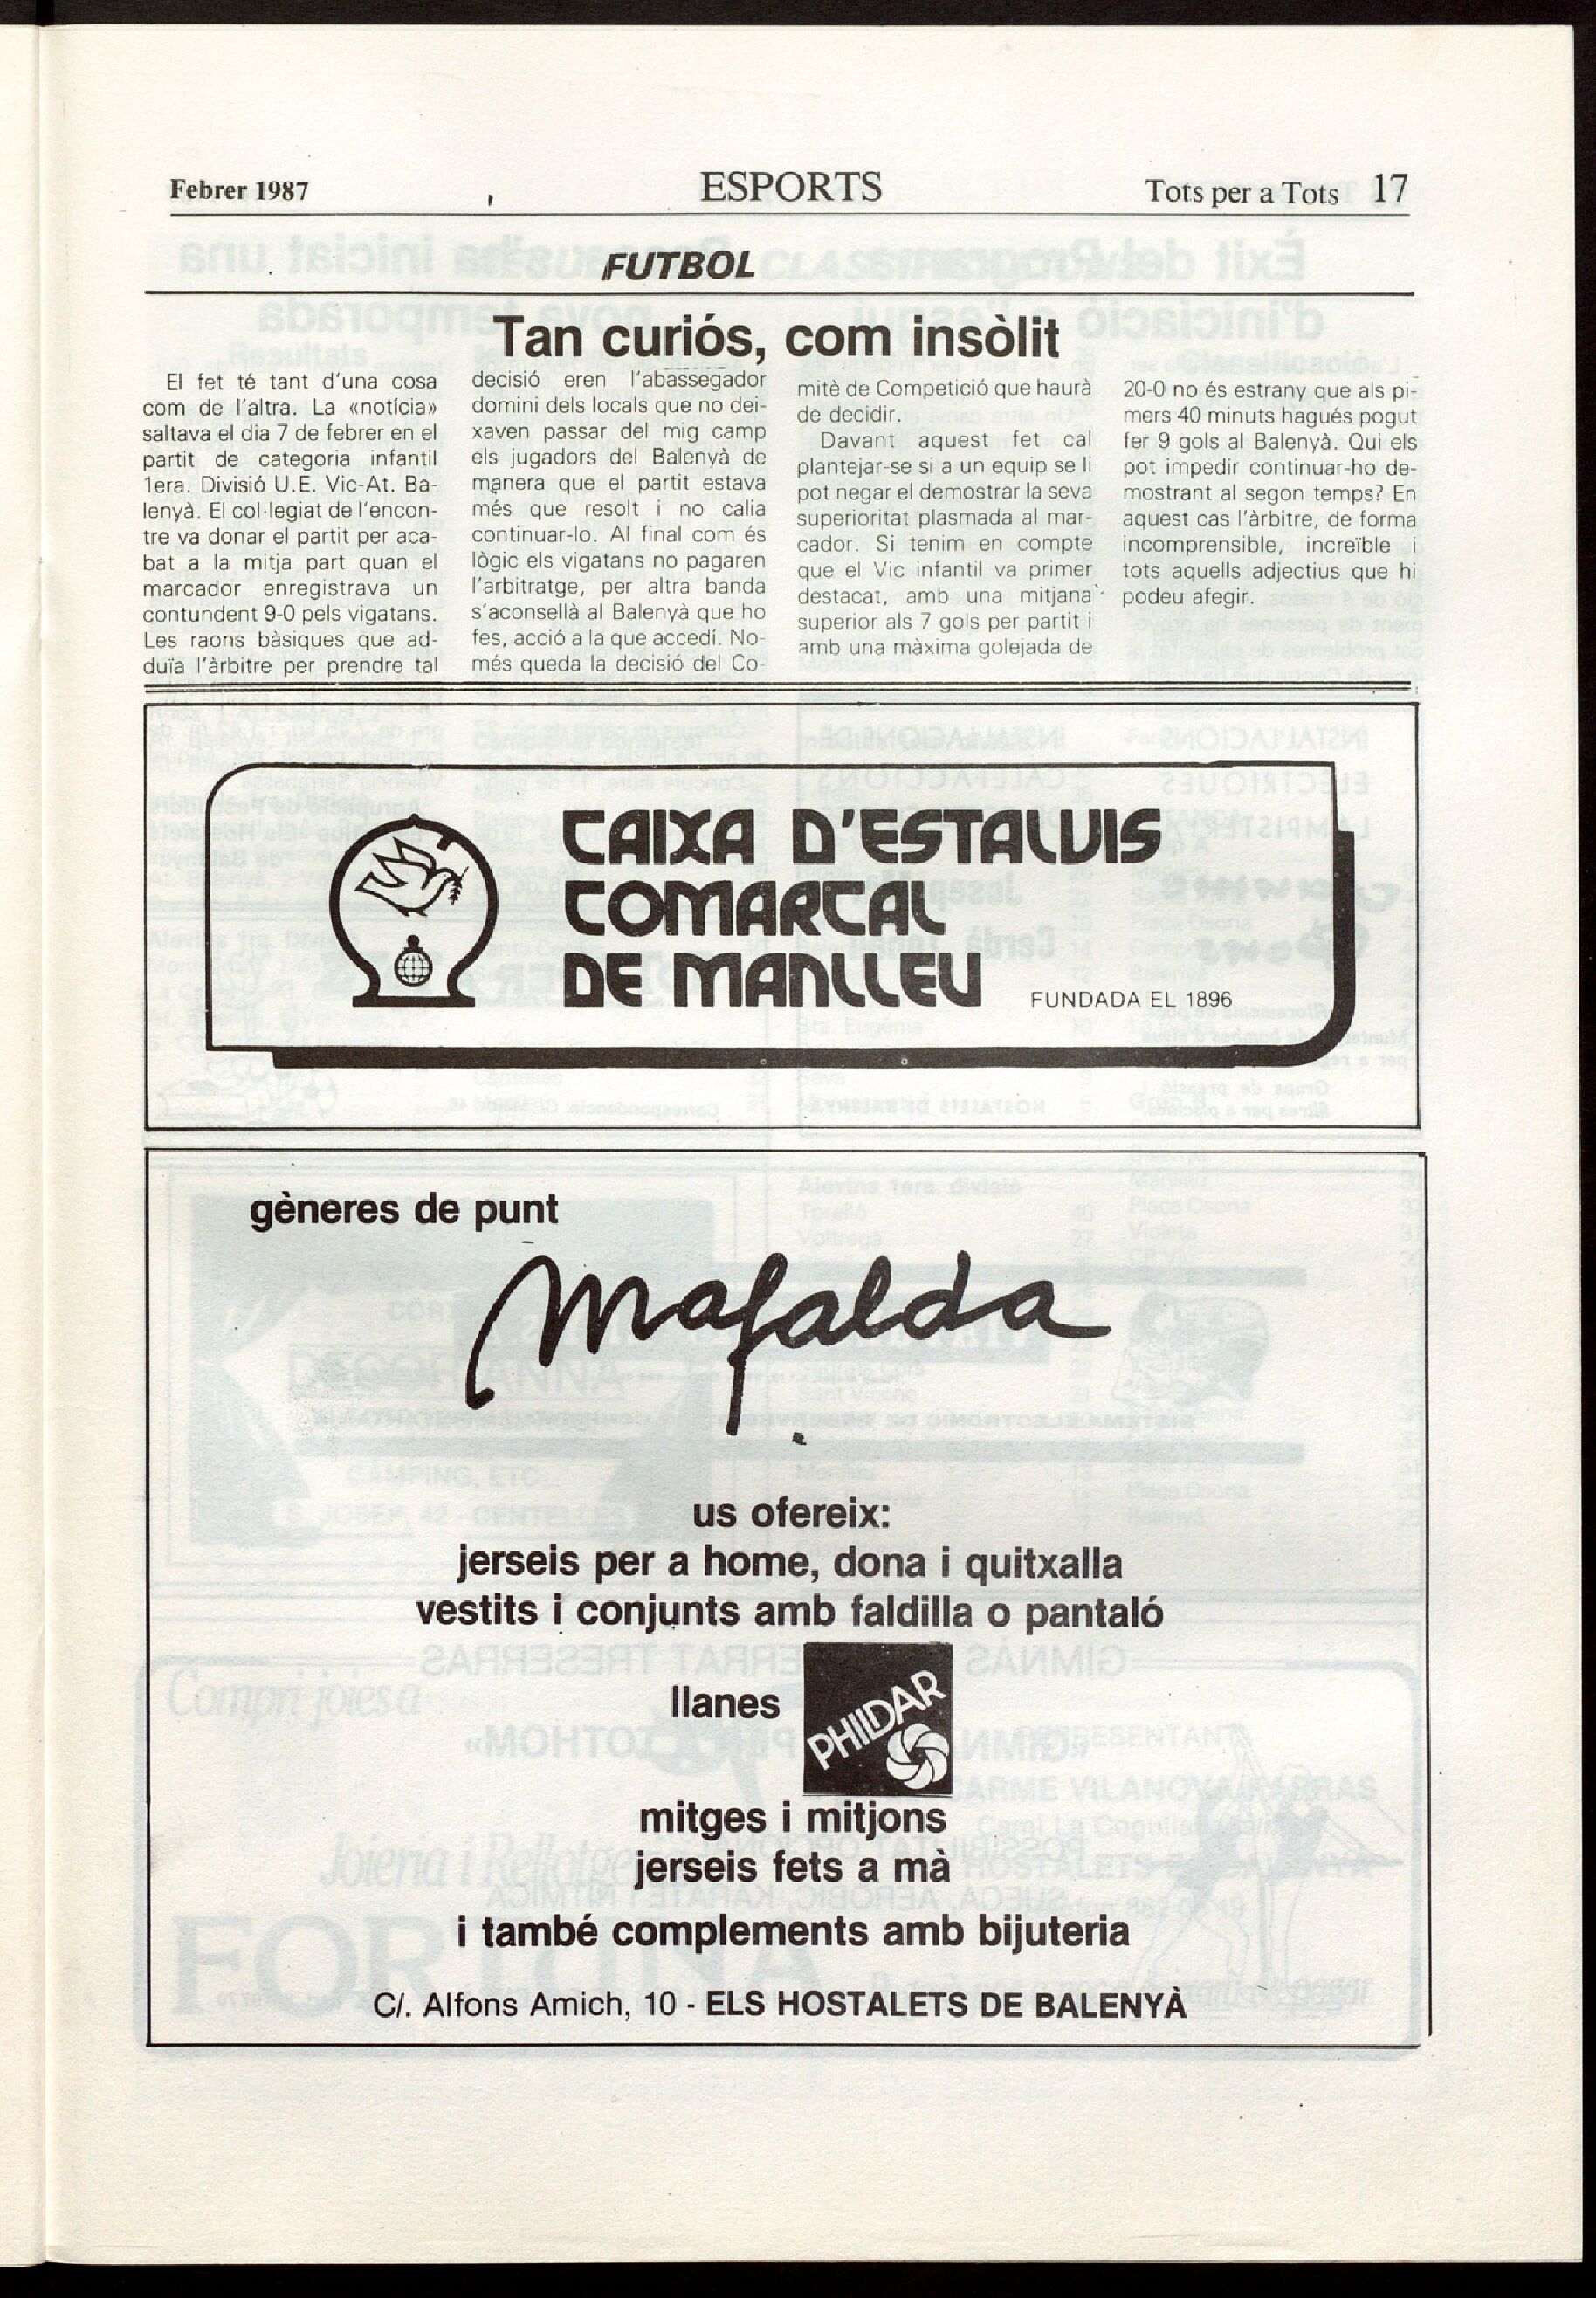 Febrer 1987
ESPORTS
Tots per a Tots 17
FUTBOL
Tan curiós, com insòlit
El fet té tant d'una cosa
com de l'altra. La «notícia»
saltava el dia 7 de febrer en el
partit de categoria infantil
1era. Divisió U.E. Vic-At. Ba-
lenyà. El col·legiat de l'encon-
tre va donar el partit per aca-
bat a la mitja part quan el
marcador enregistrava un
contundent 9-0 pels vigatans.
Les raons bàsiques que ad-
duïa l'àrbitre per prendre tal
decisió eren l'abassegador
domini dels locals que no dei-
xaven passar del mig camp
els jugadors del Balenyà de
manera que el partit estava
més que resolt i no calia
continuar-lo. Al final com és
lògic els vigatans no pagaren
l'arbitratge, per altra banda
s'aconsellà al Balenyà que ho
fes, acció a la que accedí. No-
més queda la decisió del Co-
mitè de Competició que haurà
de decidir.
Davant aquest fet cal
plantejar-se si a un equip se li
pot negar el demostrar la seva
superioritat plasmada al mar-
cador. Si tenim en compte
que el Vic infantil va primer
destacat, amb una mitjana
superior als 7 gols per partit i
amb una màxima golejada de
20-0 no és estrany que als pi-
mers 40 minuts hagués pogut
fer 9 gols al Balenyà. Qui els
pot impedir continuar-ho de-
mostrant al segon temps? En
aquest cas l'àrbitre, de forma
incomprensible, increïble i
tots aquells adjectius que hi
podeu afegir.
CAIXA D'ESTALVIS
COMARCAL
DE MANLLEU
FUNDADA EL 1896
gèneres de punt
mafalda
us ofereix:
jerseis per a home, dona i quitxalla
vestits i conjunts amb faldilla o pantaló
llanes
PHILDAR
mitges i mitjons
jerseis fets a mà
i també complements amb bijuteria
C/. Alfons Amich, 10 - ELS HOSTALETS DE BALENYÀ